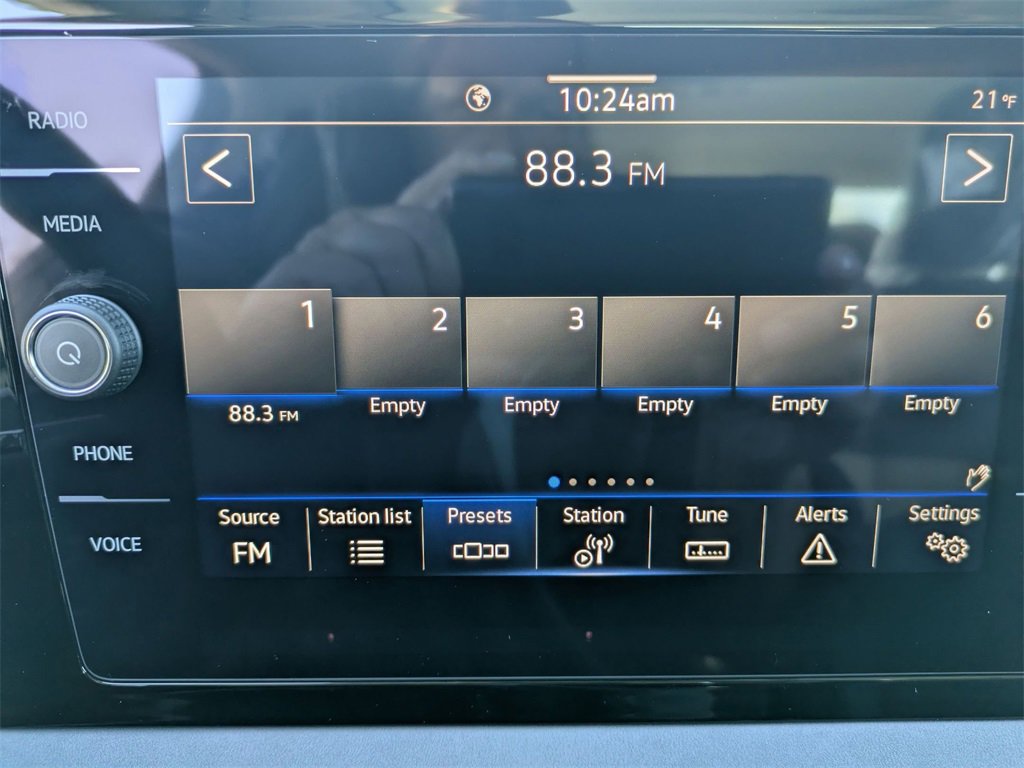 10:24am 21 °F
RADIO
88.3 FM
MEDIA
1 2 3 4 5 6
88.3 FM Empty Empty Empty Empty Empty
PHONE
Source Station list Presets Station Tune Alerts Settings
FM
VOICE